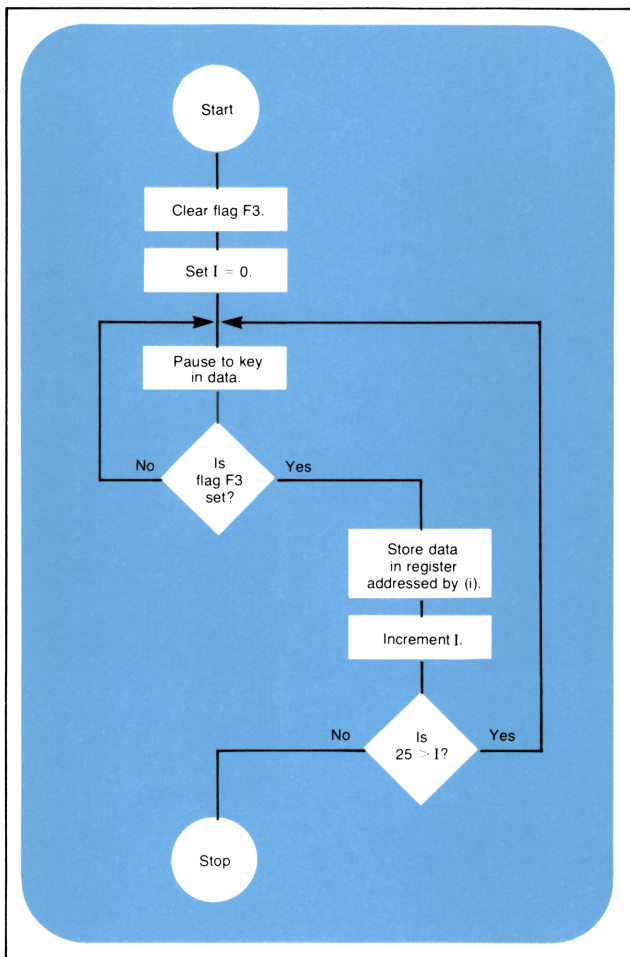 Start
Clear flag F3.
Set I = 0.
Pause to key
in data.
No
Is
flag F3
set?
Yes
Store data
in register
addressed by (i).
Increment I.
No
Is
25 > I?
Yes
Stop